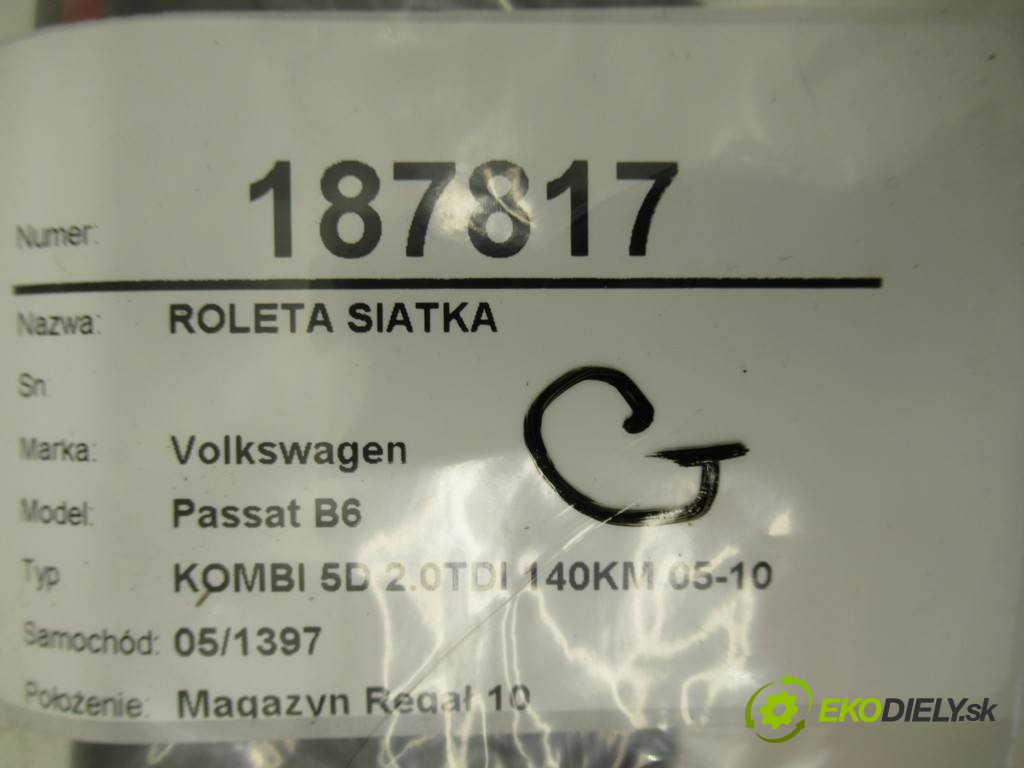 Numer: 187817
Nazwa: ROLETA SIATKA
Sn
G
Marka: Volkswagen
Model: Passat B6
Typ KOMBI 5D 2.0TDI 140KM 05-10
Samochód: 05/1397
Położenie: Magazyn Regał 10
EKODIELY.sk